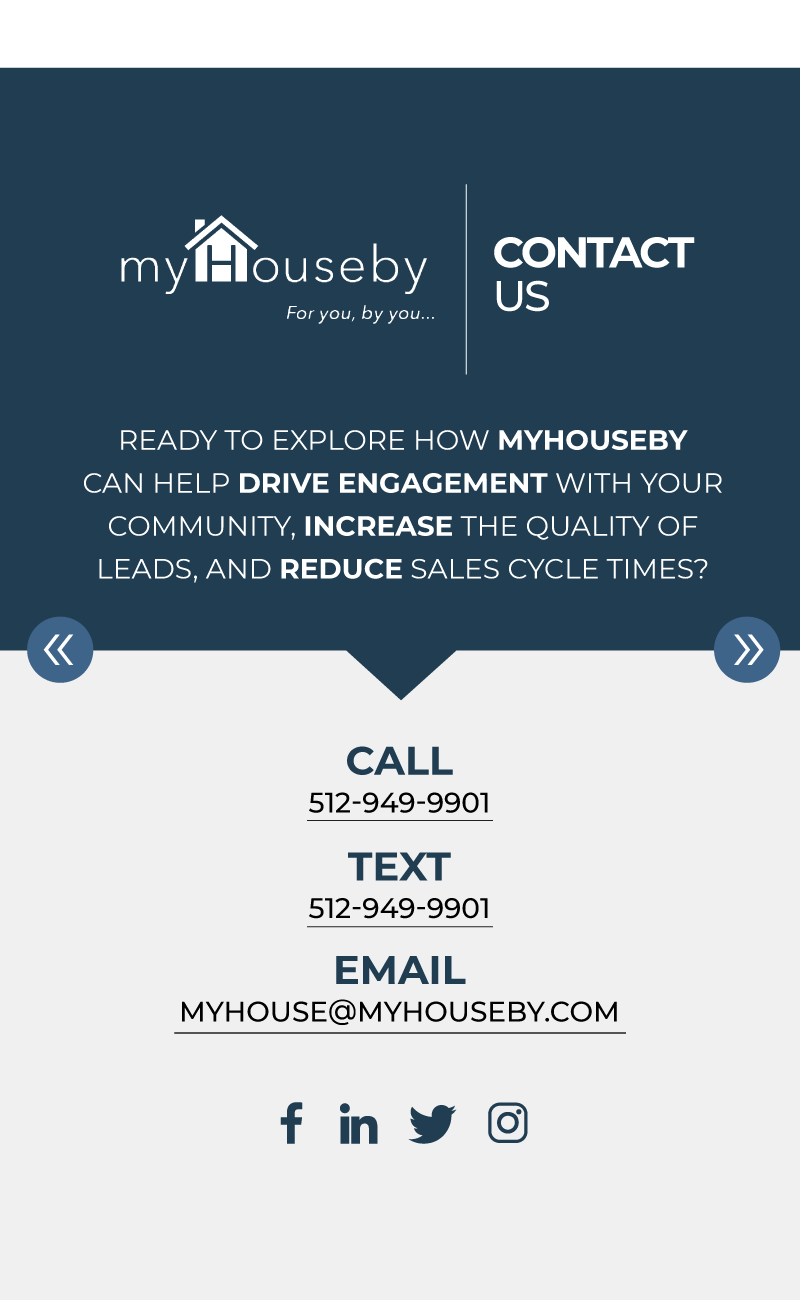 myHouseby
For you, by you...
CONTACT
US
READY TO EXPLORE HOW MYHOUSEBY
CAN HELP DRIVE ENGAGEMENT WITH YOUR
COMMUNITY, INCREASE THE QUALITY OF
LEADS, AND REDUCE SALES CYCLE TIMES?
CALL
512-949-9901
TEXT
512-949-9901
EMAIL
MYHOUSE@MYHOUSEBY.COM